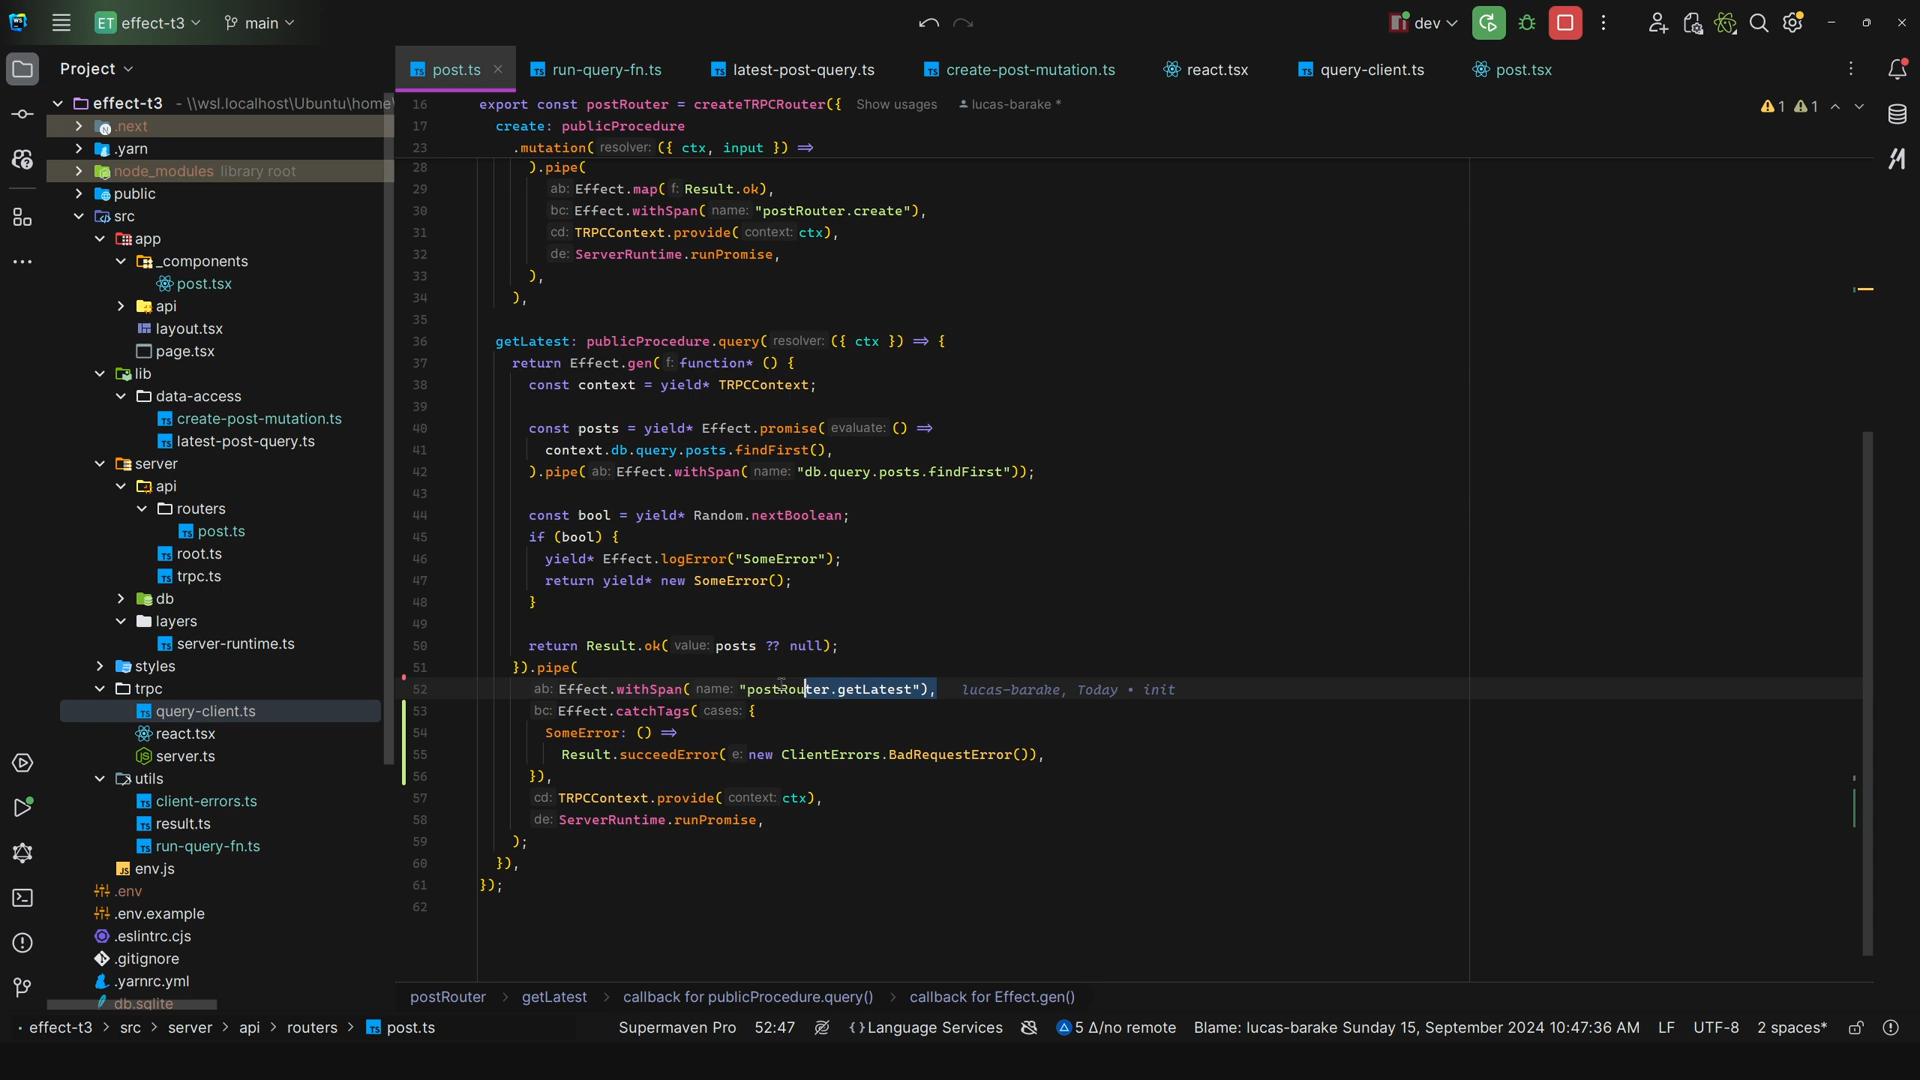 ET effect-t3 main dev
Project
post.ts run-query-fn.ts latest-post-query.ts create-post-mutation.ts react.tsx query-client.ts post.tsx
effect-t3 - \\wsl.localhost\Ubuntu\home
.next
.yarn
node_modules library root
public
src
app
_components
post.tsx
api
layout.tsx
page.tsx
lib
data-access
create-post-mutation.ts
latest-post-query.ts
server
api
routers
post.ts
root.ts
trpc.ts
db
layers
server-runtime.ts
styles
trpc
query-client.ts
react.tsx
server.ts
utils
client-errors.ts
result.ts
run-query-fn.ts
env.js
.env
.env.example
.eslintrc.cjs
.gitignore
.yarnrc.yml
db.sqlite
16 export const postRouter = createTRPCRouter({ Show usages lucas-barake *
17 create: publicProcedure
23 .mutation( resolver: ({ ctx, input }) ⇒
28 ).pipe(
29 ab: Effect.map( f: Result.ok),
30 bc: Effect.withSpan( name: "postRouter.create"),
31 cd: TRPCContext.provide( context: ctx),
32 de: ServerRuntime.runPromise,
33 ),
34 ),
35
36 getLatest: publicProcedure.query( resolver: ({ ctx }) ⇒ {
37 return Effect.gen( f: function* () {
38 const context = yield* TRPCContext;
39
40 const posts = yield* Effect.promise( evaluate: () ⇒
41 context.db.query.posts.findFirst(),
42 ).pipe( ab: Effect.withSpan( name: "db.query.posts.findFirst"));
43
44 const bool = yield* Random.nextBoolean;
45 if (bool) {
46 yield* Effect.logError("SomeError");
47 return yield* new SomeError();
48 }
49
50 return Result.ok( value: posts ?? null);
51 }).pipe(
52 ab: Effect.withSpan( name: "postRouter.getLatest"), lucas-barake, Today • init
53 bc: Effect.catchTags( cases: {
54 SomeError: () ⇒
55 Result.succeedError( e: new ClientErrors.BadRequestError()),
56 }),
57 cd: TRPCContext.provide( context: ctx),
58 de: ServerRuntime.runPromise,
59 );
60 }),
61 });
62
1 1
postRouter > getLatest > callback for publicProcedure.query() > callback for Effect.gen()
effect-t3 > src > server > api > routers > post.ts Supermaven Pro 52:47 {} Language Services 5 Δ/no remote Blame: lucas-barake Sunday 15, September 2024 10:47:36 AM LF UTF-8 2 spaces*